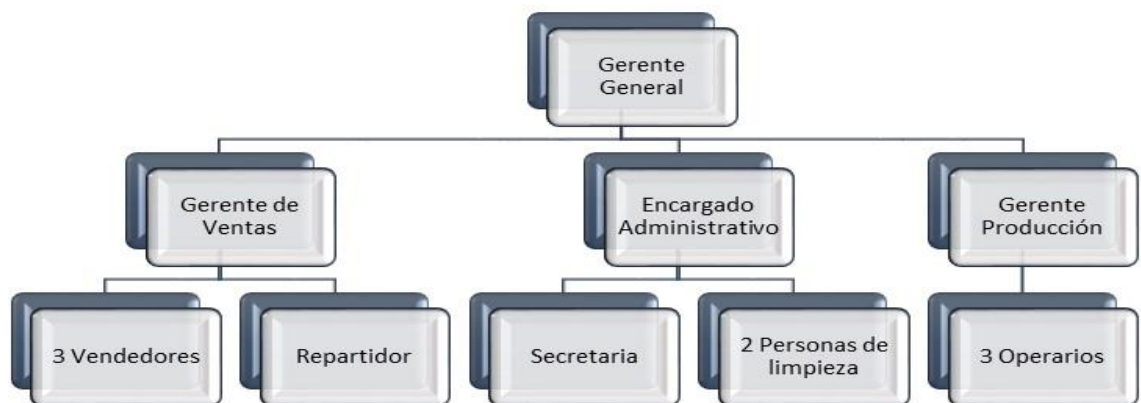 Gerente
General
Gerente de
Ventas
Encargado
Administrativo
Gerente
Producción
3 Vendedores
Repartidor
Secretaria
2 Personas de
limpieza
3 Operarios